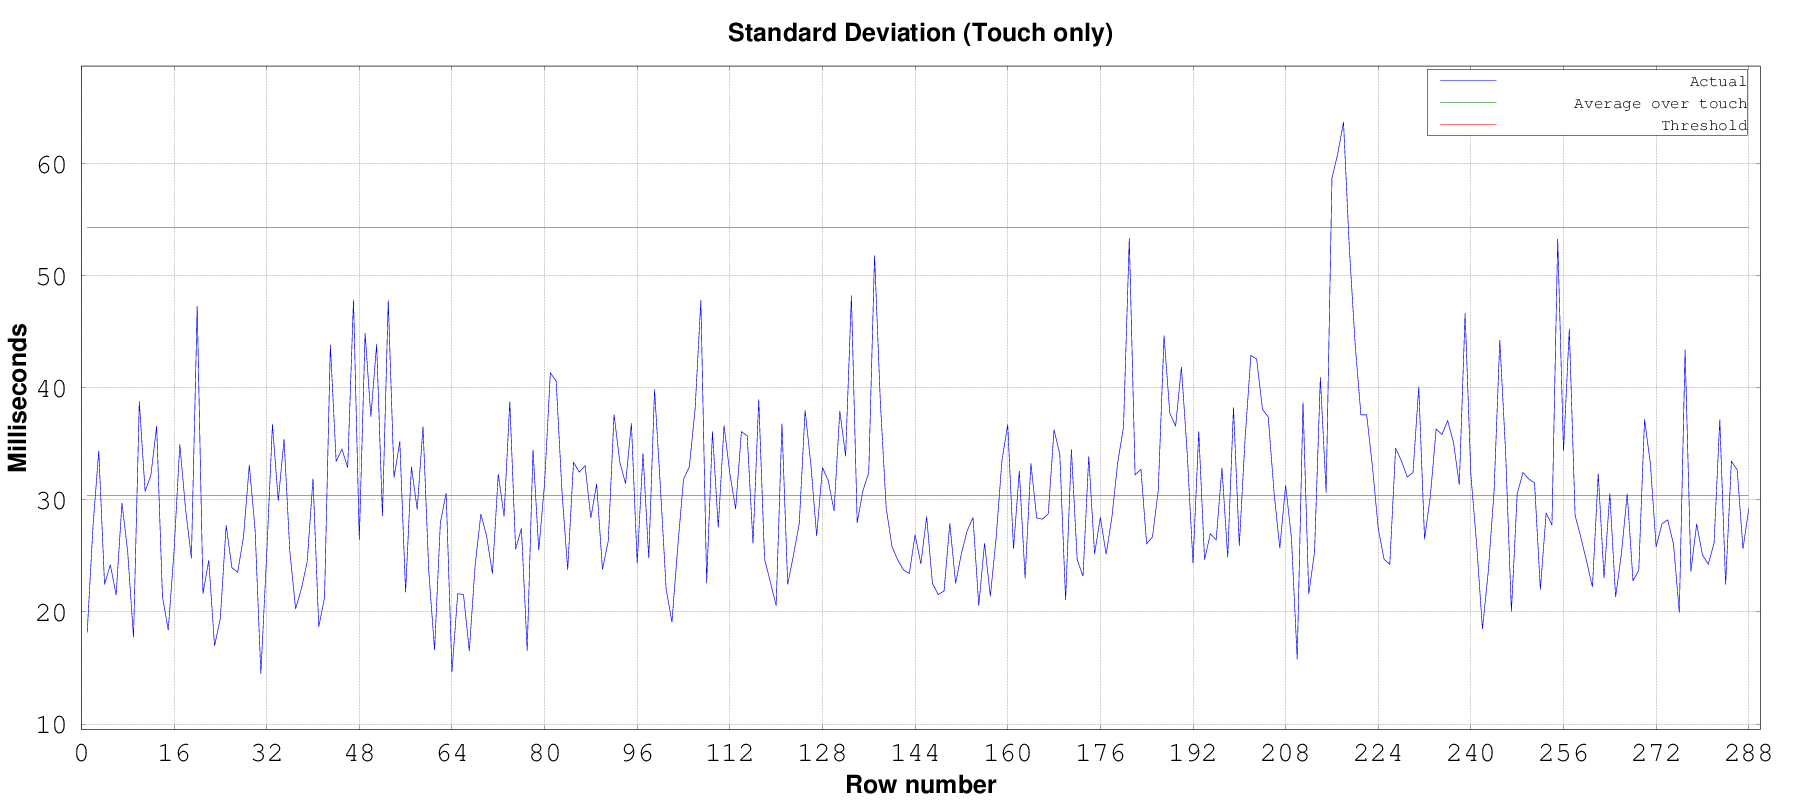 Standard Deviation (Touch only)
Actual
Average over touch
Threshold
60
50
40
30
20
10
Milliseconds
0 16 32 48 64 80 96 112 128 144 160 176 192 208 224 240 256 272 288
Row number